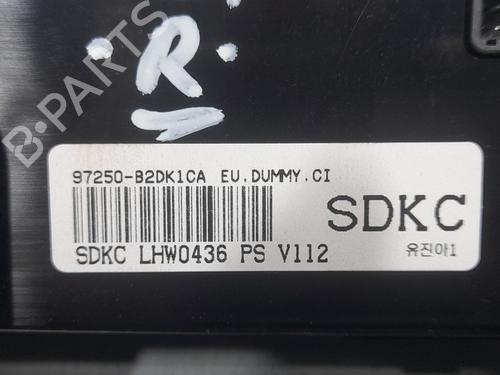 R
B-PARTS
97250-B2DK1CA EU.DUMMY.CI
SDKC LHW0436 PS V112
SDKC
유진아1